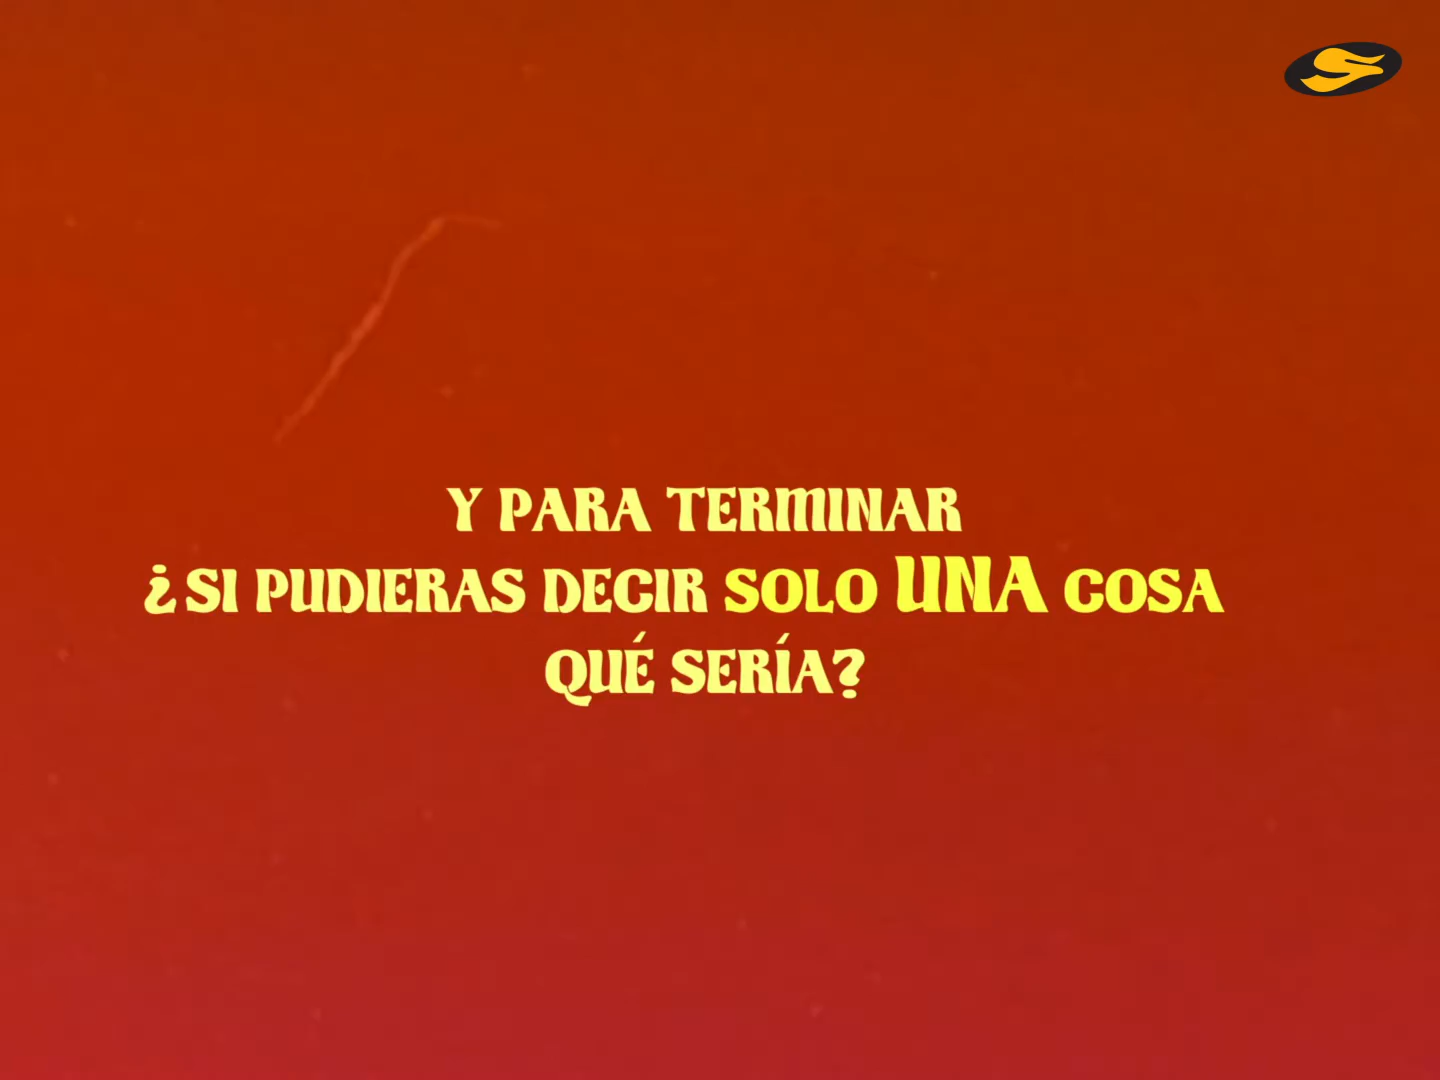 Y PARA TERMINAR
¿SI PUDIERAS DECIR SOLO UNA COSA
QUÉ SERÍA?